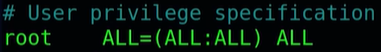 # User privilege specification
root    ALL=(ALL:ALL) ALL